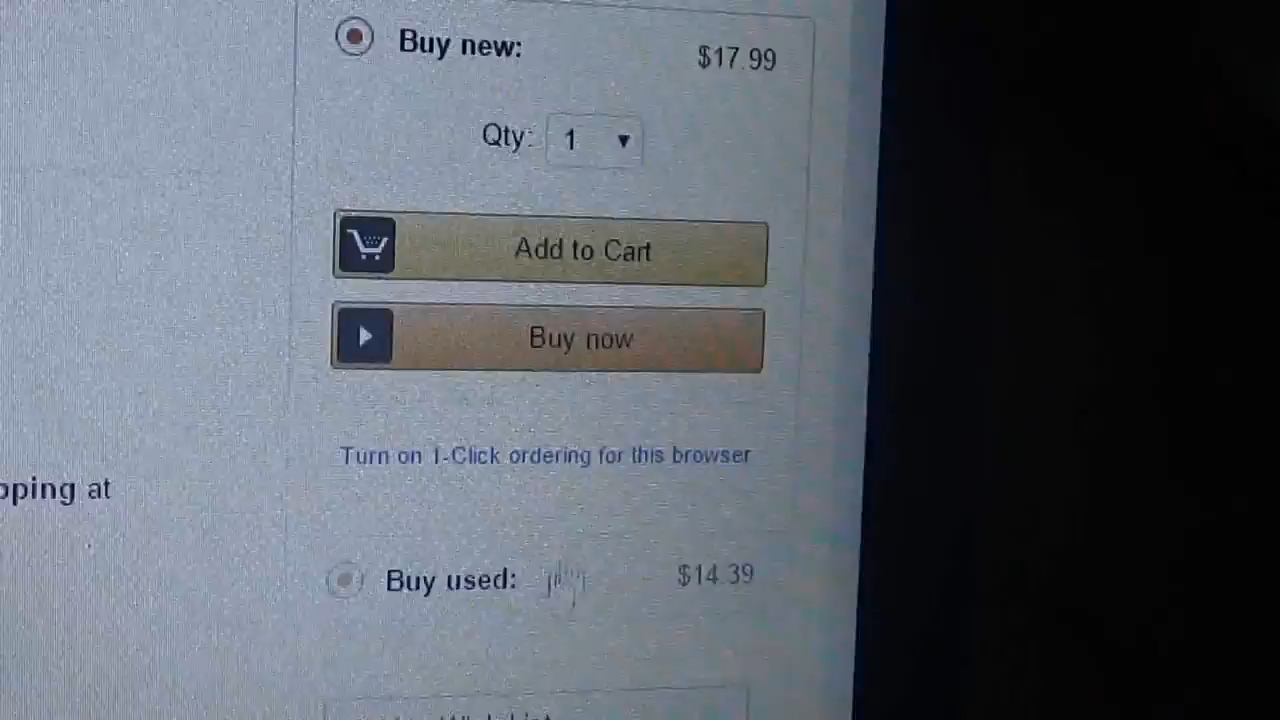 Buy new: $17.99
Qty: 1
Add to Cart
Buy now
Turn on 1-Click ordering for this browser
pping at
Buy used: $14.39